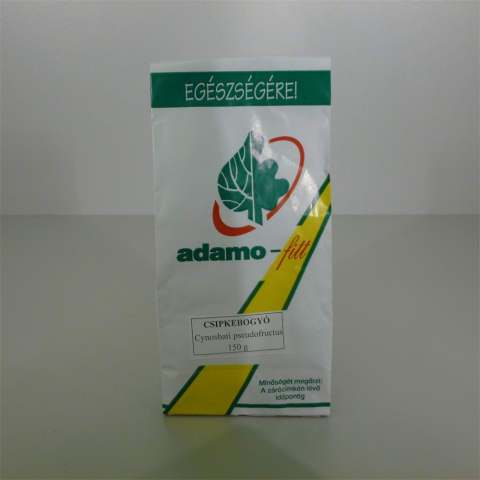 EGÉSZSÉGÉRE!
adamo-fitt
CSIPKEBOGYÓ
Cynosbati pseudofructus
150 g
Minőségét megőrzi:
A zárócímkén lévő
időpontig